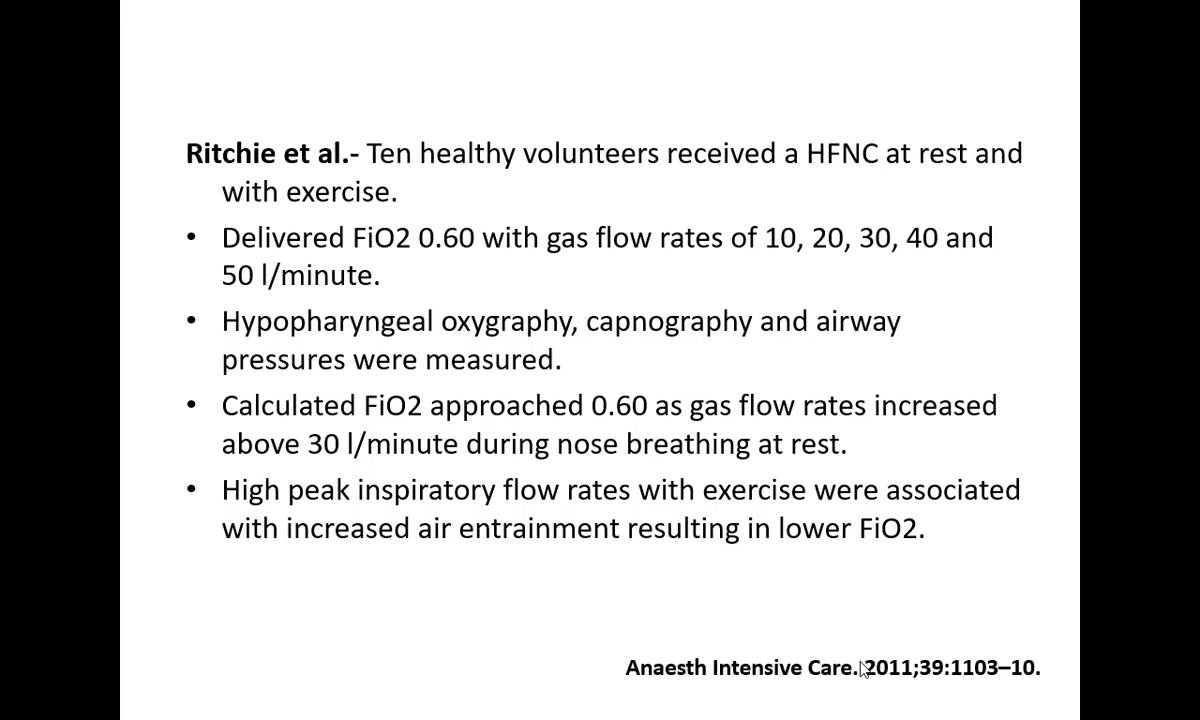 Ritchie et al.- Ten healthy volunteers received a HFNC at rest and
with exercise.
• Delivered FiO2 0.60 with gas flow rates of 10, 20, 30, 40 and
50 l/minute.
• Hypopharyngeal oxygraphy, capnography and airway
pressures were measured.
• Calculated FiO2 approached 0.60 as gas flow rates increased
above 30 l/minute during nose breathing at rest.
• High peak inspiratory flow rates with exercise were associated
with increased air entrainment resulting in lower FiO2.
Anaesth Intensive Care. 2011;39:1103–10.